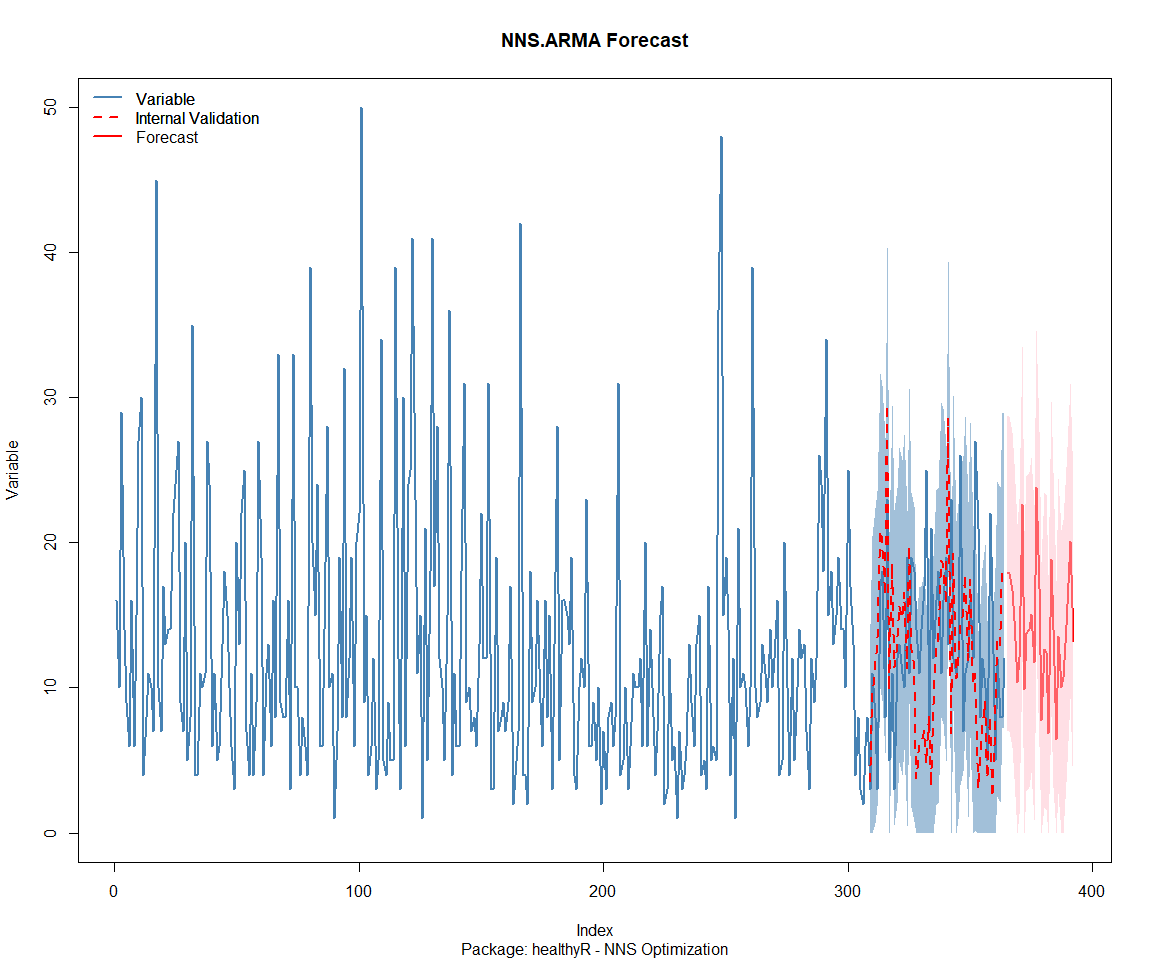 NNS.ARMA Forecast
Variable
Internal Validation
Forecast
50
40
30
20
10
0
Variable
0 100 200 300 400
Index
Package: healthyR - NNS Optimization